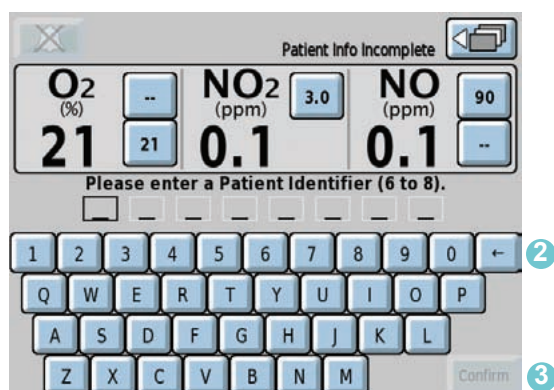 Patient Info Incomplete
O2 -- NO2 3.0 NO 90
(%) (ppm) (ppm)
21 21 0.1 0.1 --
Please enter a Patient Identifier (6 to 8).
_ _ _ _ _ _ _ _
1 2 3 4 5 6 7 8 9 0 ← 2
Q W E R T Y U I O P
A S D F G H J K L
Z X C V B N M Confirm 3